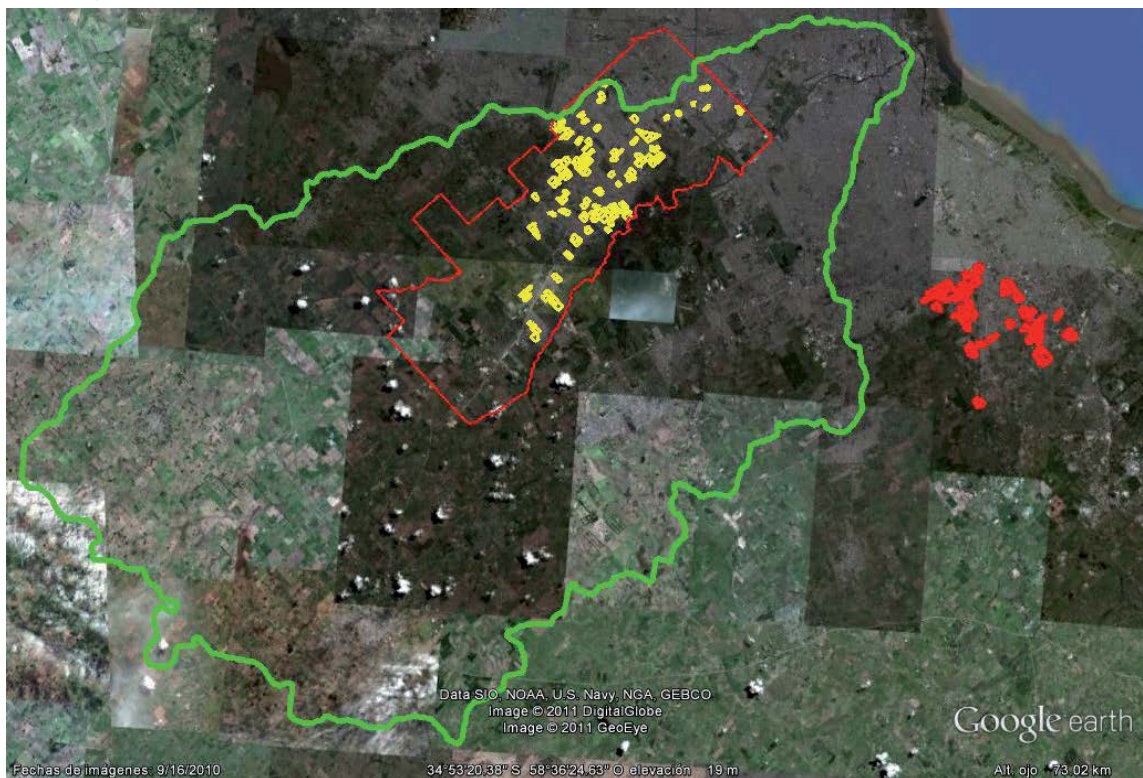 Data SIO, NOAA, U.S. Navy, NGA, GEBCO
Image © 2011 DigitalGlobe
Image © 2011 GeoEye
Google earth
Fechas de imágenes: 9/16/2010 34°53'20.38" S 58°36'24.63" O elevación 19 m Alt. ojo 73.02 km